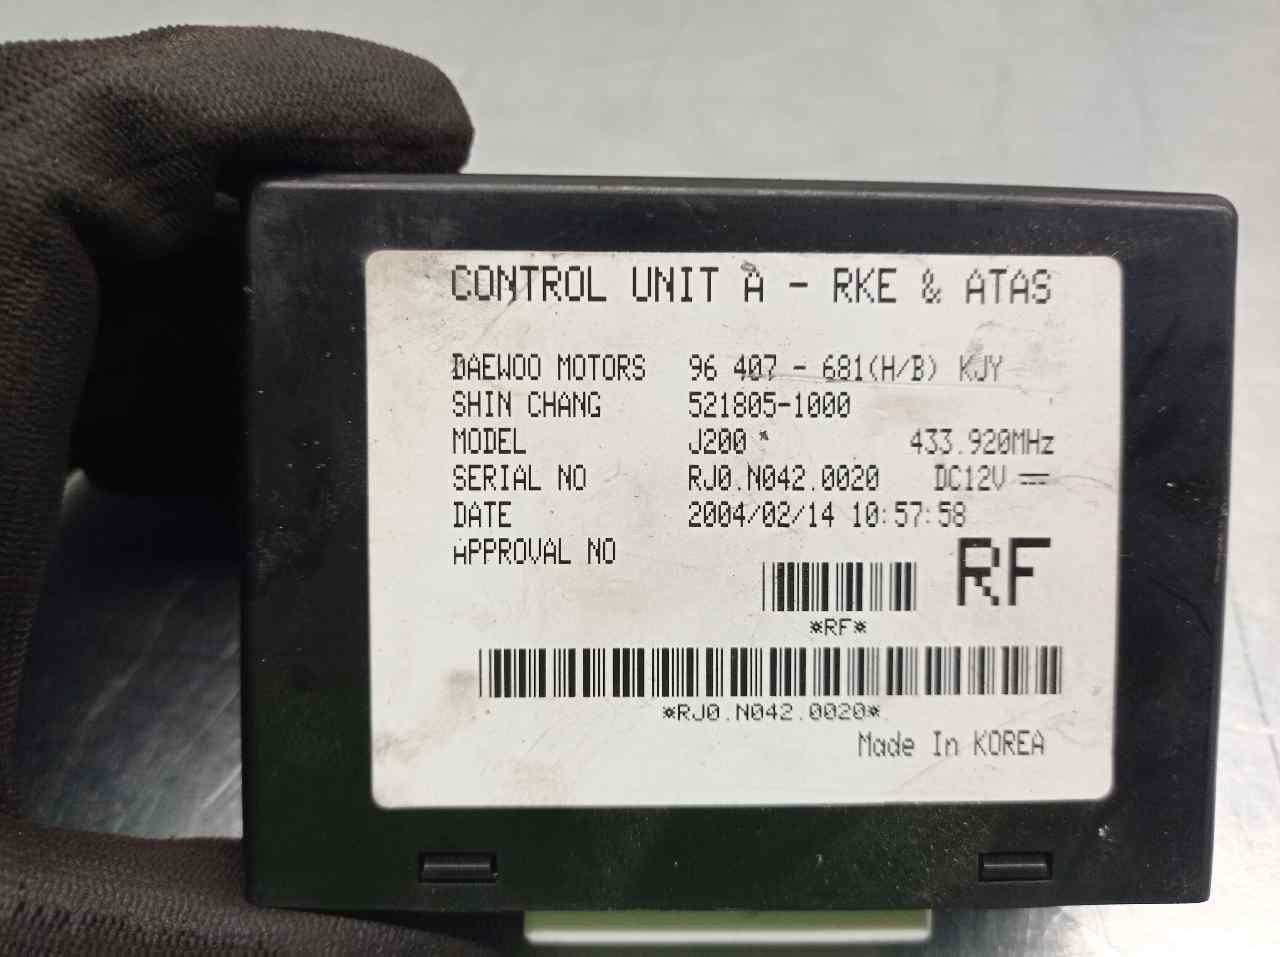 CONTROL UNIT A - RKE & ATAS
DAEWOO MOTORS 96 407 - 681(H/B) KJY
SHIN CHANG 521805-1000
MODEL J200 * 433.920MHz
SERIAL NO RJ0.N042.0020 DC12V ⎓
DATE 2004/02/14 10:57:58
APPROVAL NO
RF
*RF*
*RJ0.N042.0020*
Made In KOREA